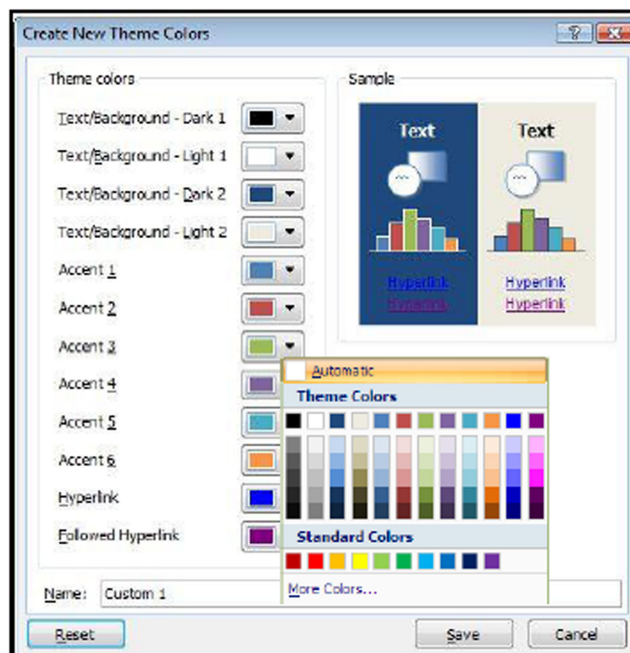 Create New Theme Colors
Theme colors
Text/Background - Dark 1
Text/Background - Light 1
Text/Background - Dark 2
Text/Background - Light 2
Accent 1
Accent 2
Accent 3
Accent 4
Accent 5
Accent 6
Hyperlink
Followed Hyperlink
Sample
Text Text
Hyperlink Hyperlink
Hyperlink Hyperlink
Automatic
Theme Colors
Standard Colors
More Colors...
Name: Custom 1
Reset Save Cancel